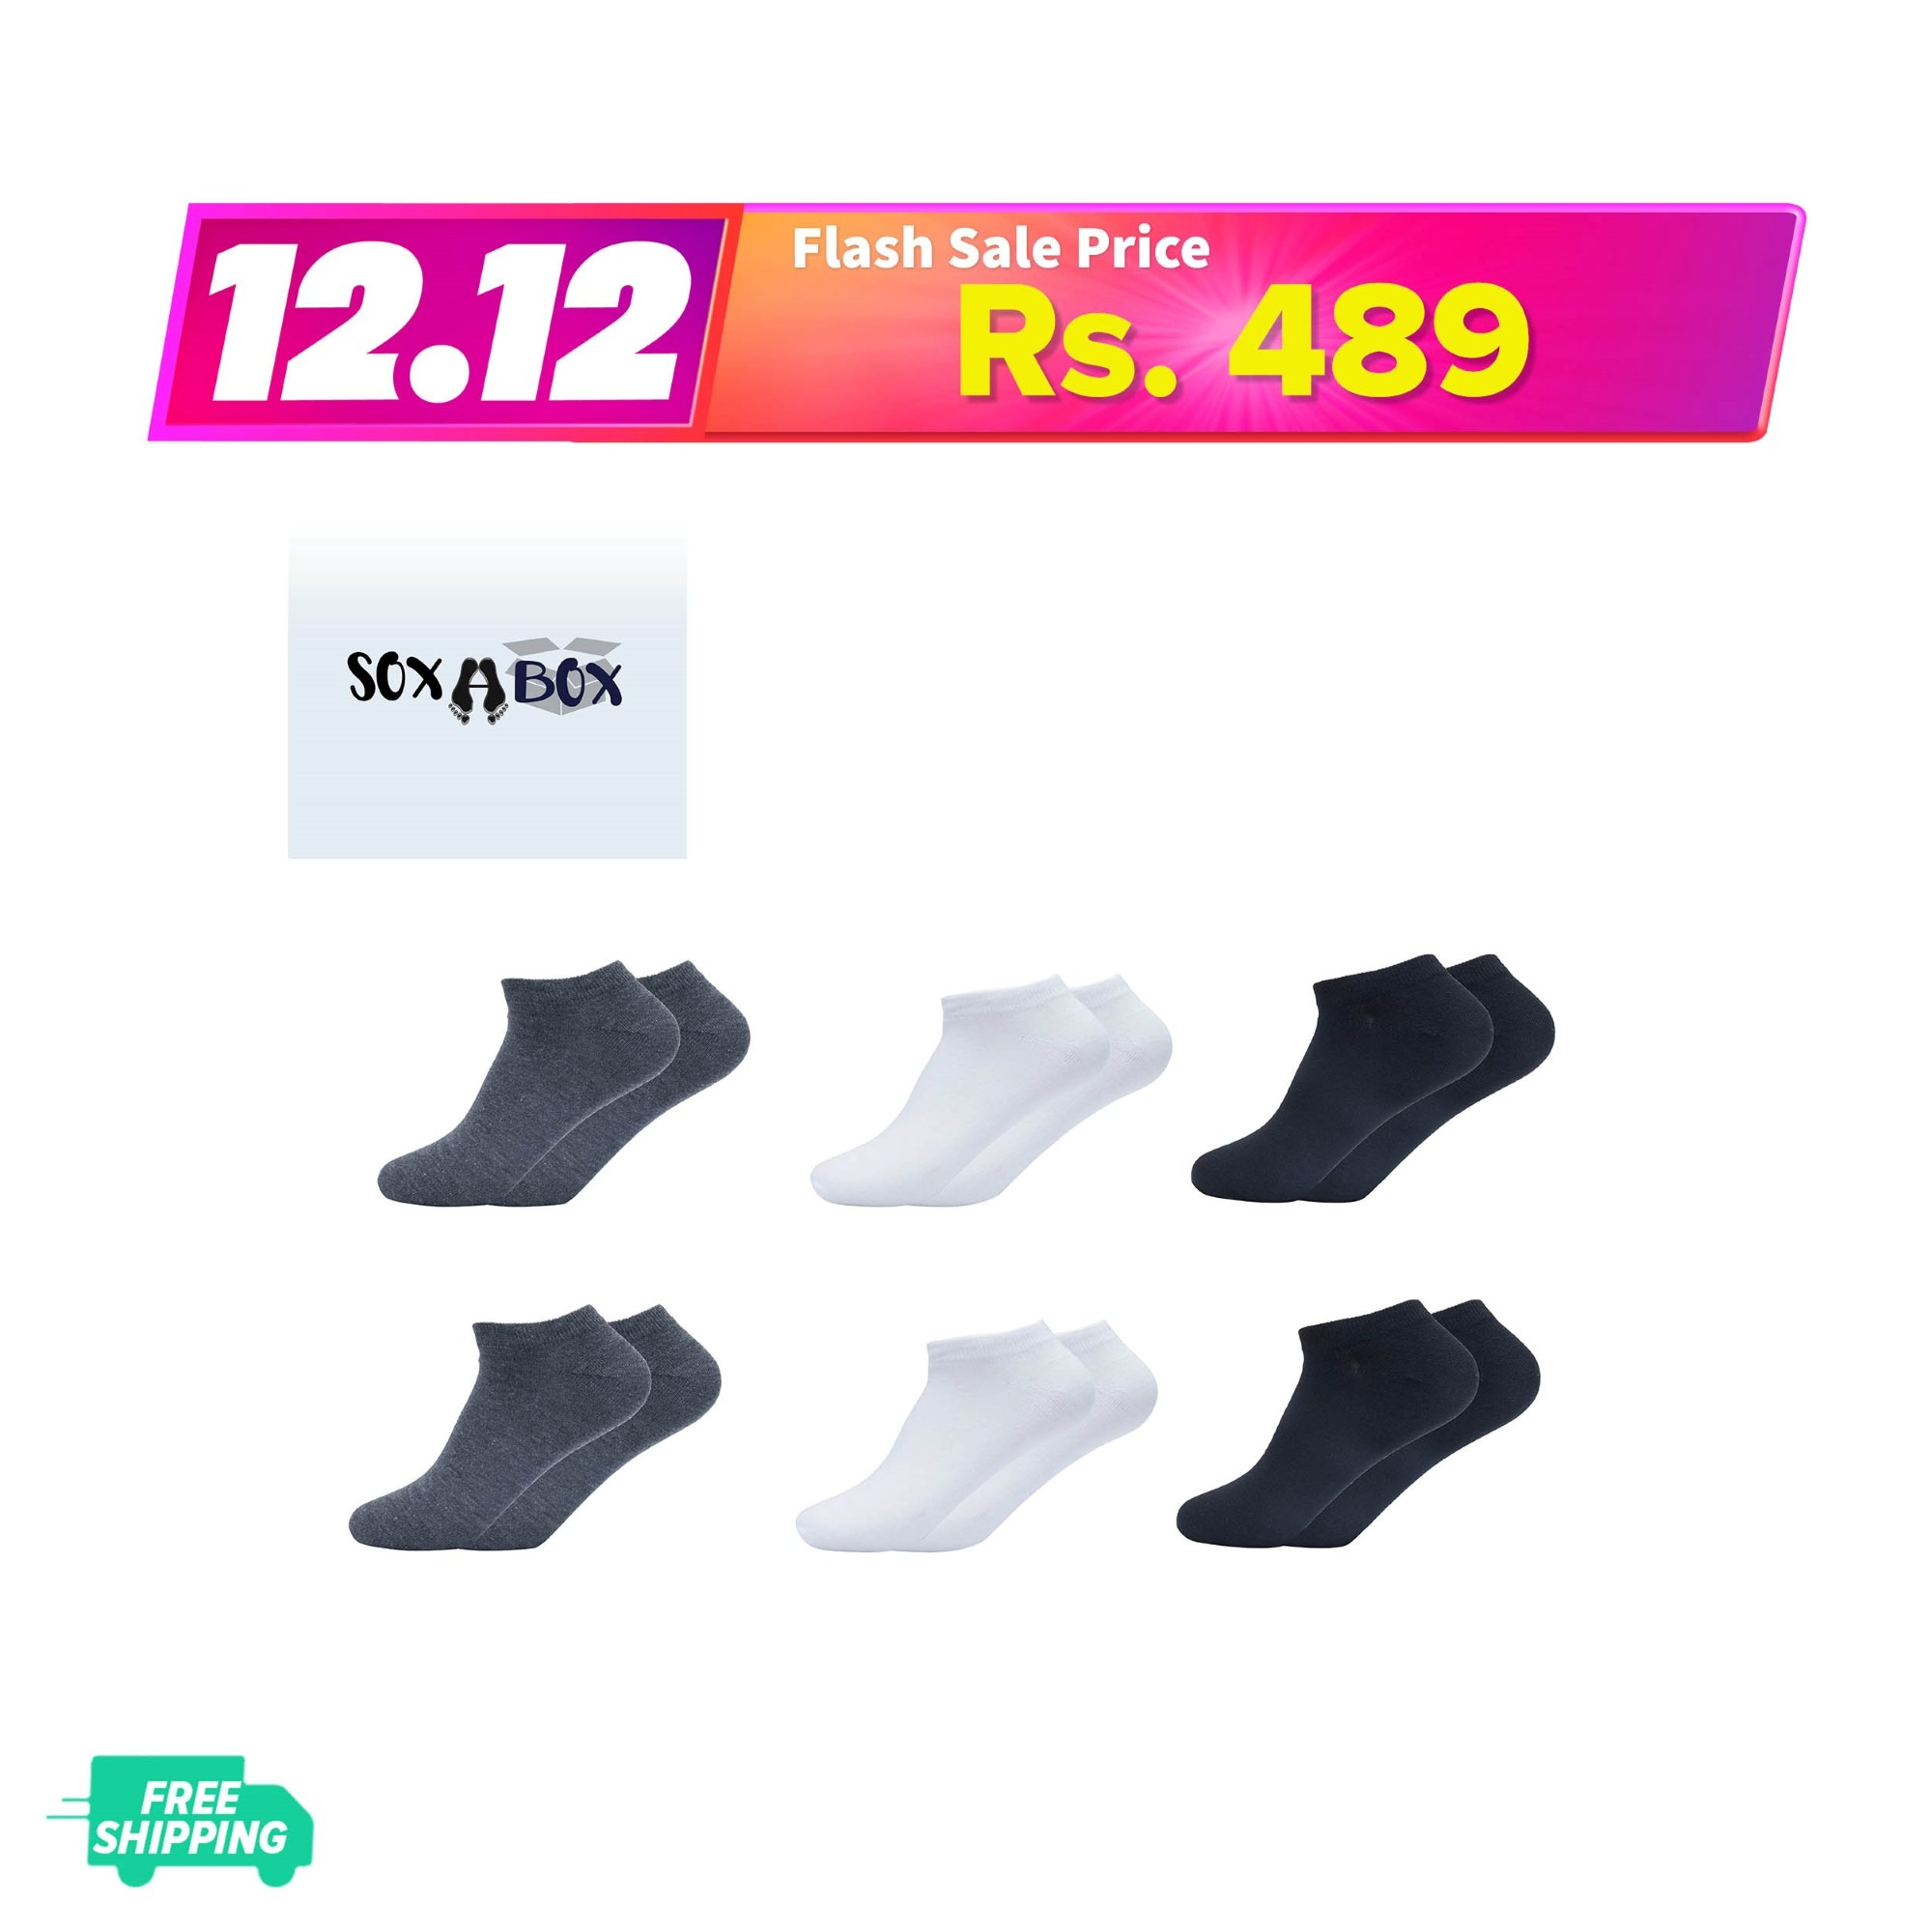 12.12
Flash Sale Price
Rs. 489
SOX A BOX
FREE
SHIPPING